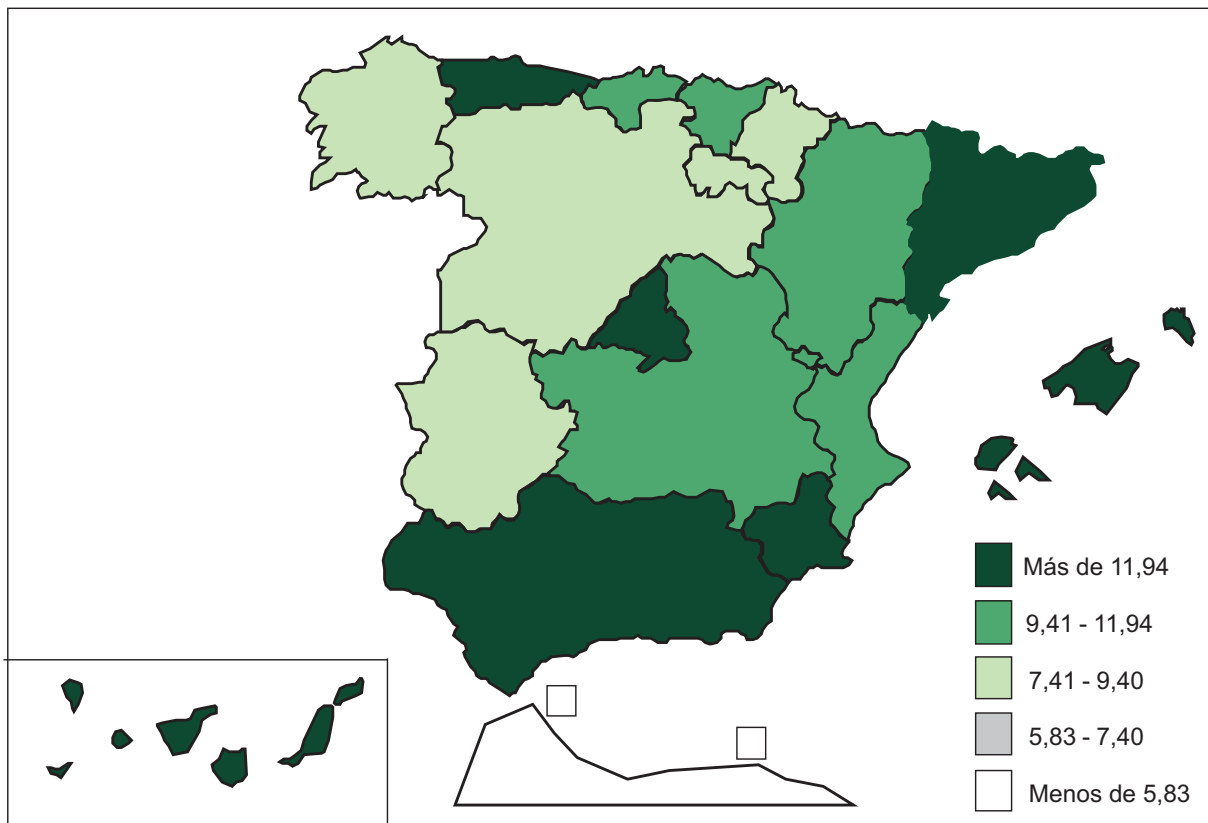 Más de 11,94
9,41 - 11,94
7,41 - 9,40
5,83 - 7,40
Menos de 5,83